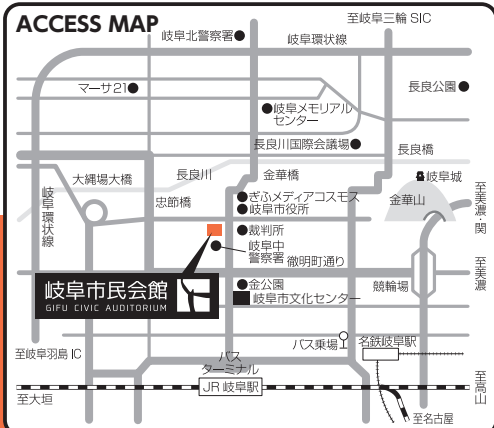 ACCESS MAP
至岐阜三輪 SIC
岐阜北警察署
岐阜環状線
マーサ21
長良公園
岐阜メモリアル
センター
長良川国際会議場
長良橋
長良川
金華橋
大縄場大橋
岐阜城
忠節橋
ぎふメディアコスモス
金華山
岐阜市役所
至美濃・関
岐阜環状線
裁判所
岐阜中
警察署
徹明町通り
至美濃
岐阜市民会館
GIFU CIVIC AUDITORIUM
金公園
競輪場
岐阜市文化センター
バス乗場
名鉄岐阜駅
至岐阜羽島 IC
バス
ターミナル
JR 岐阜駅
至大垣
至高山
至名古屋